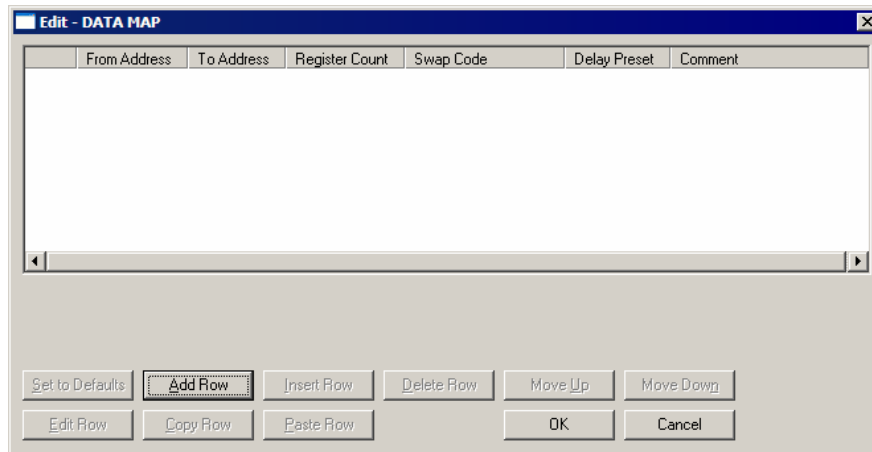 Edit - DATA MAP
From Address To Address Register Count Swap Code Delay Preset Comment
Set to Defaults Add Row Insert Row Delete Row Move Up Move Down
Edit Row Copy Row Paste Row OK Cancel